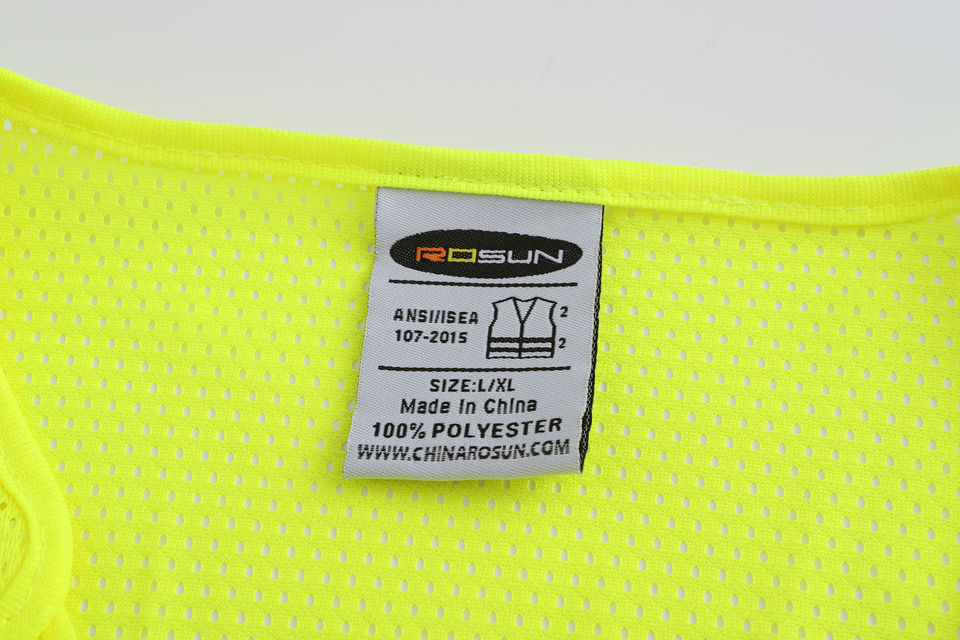 ROSUN
ANSI/ISEA 2
107-2015 2
SIZE:L/XL
Made In China
100% POLYESTER
WWW.CHINAROSUN.COM